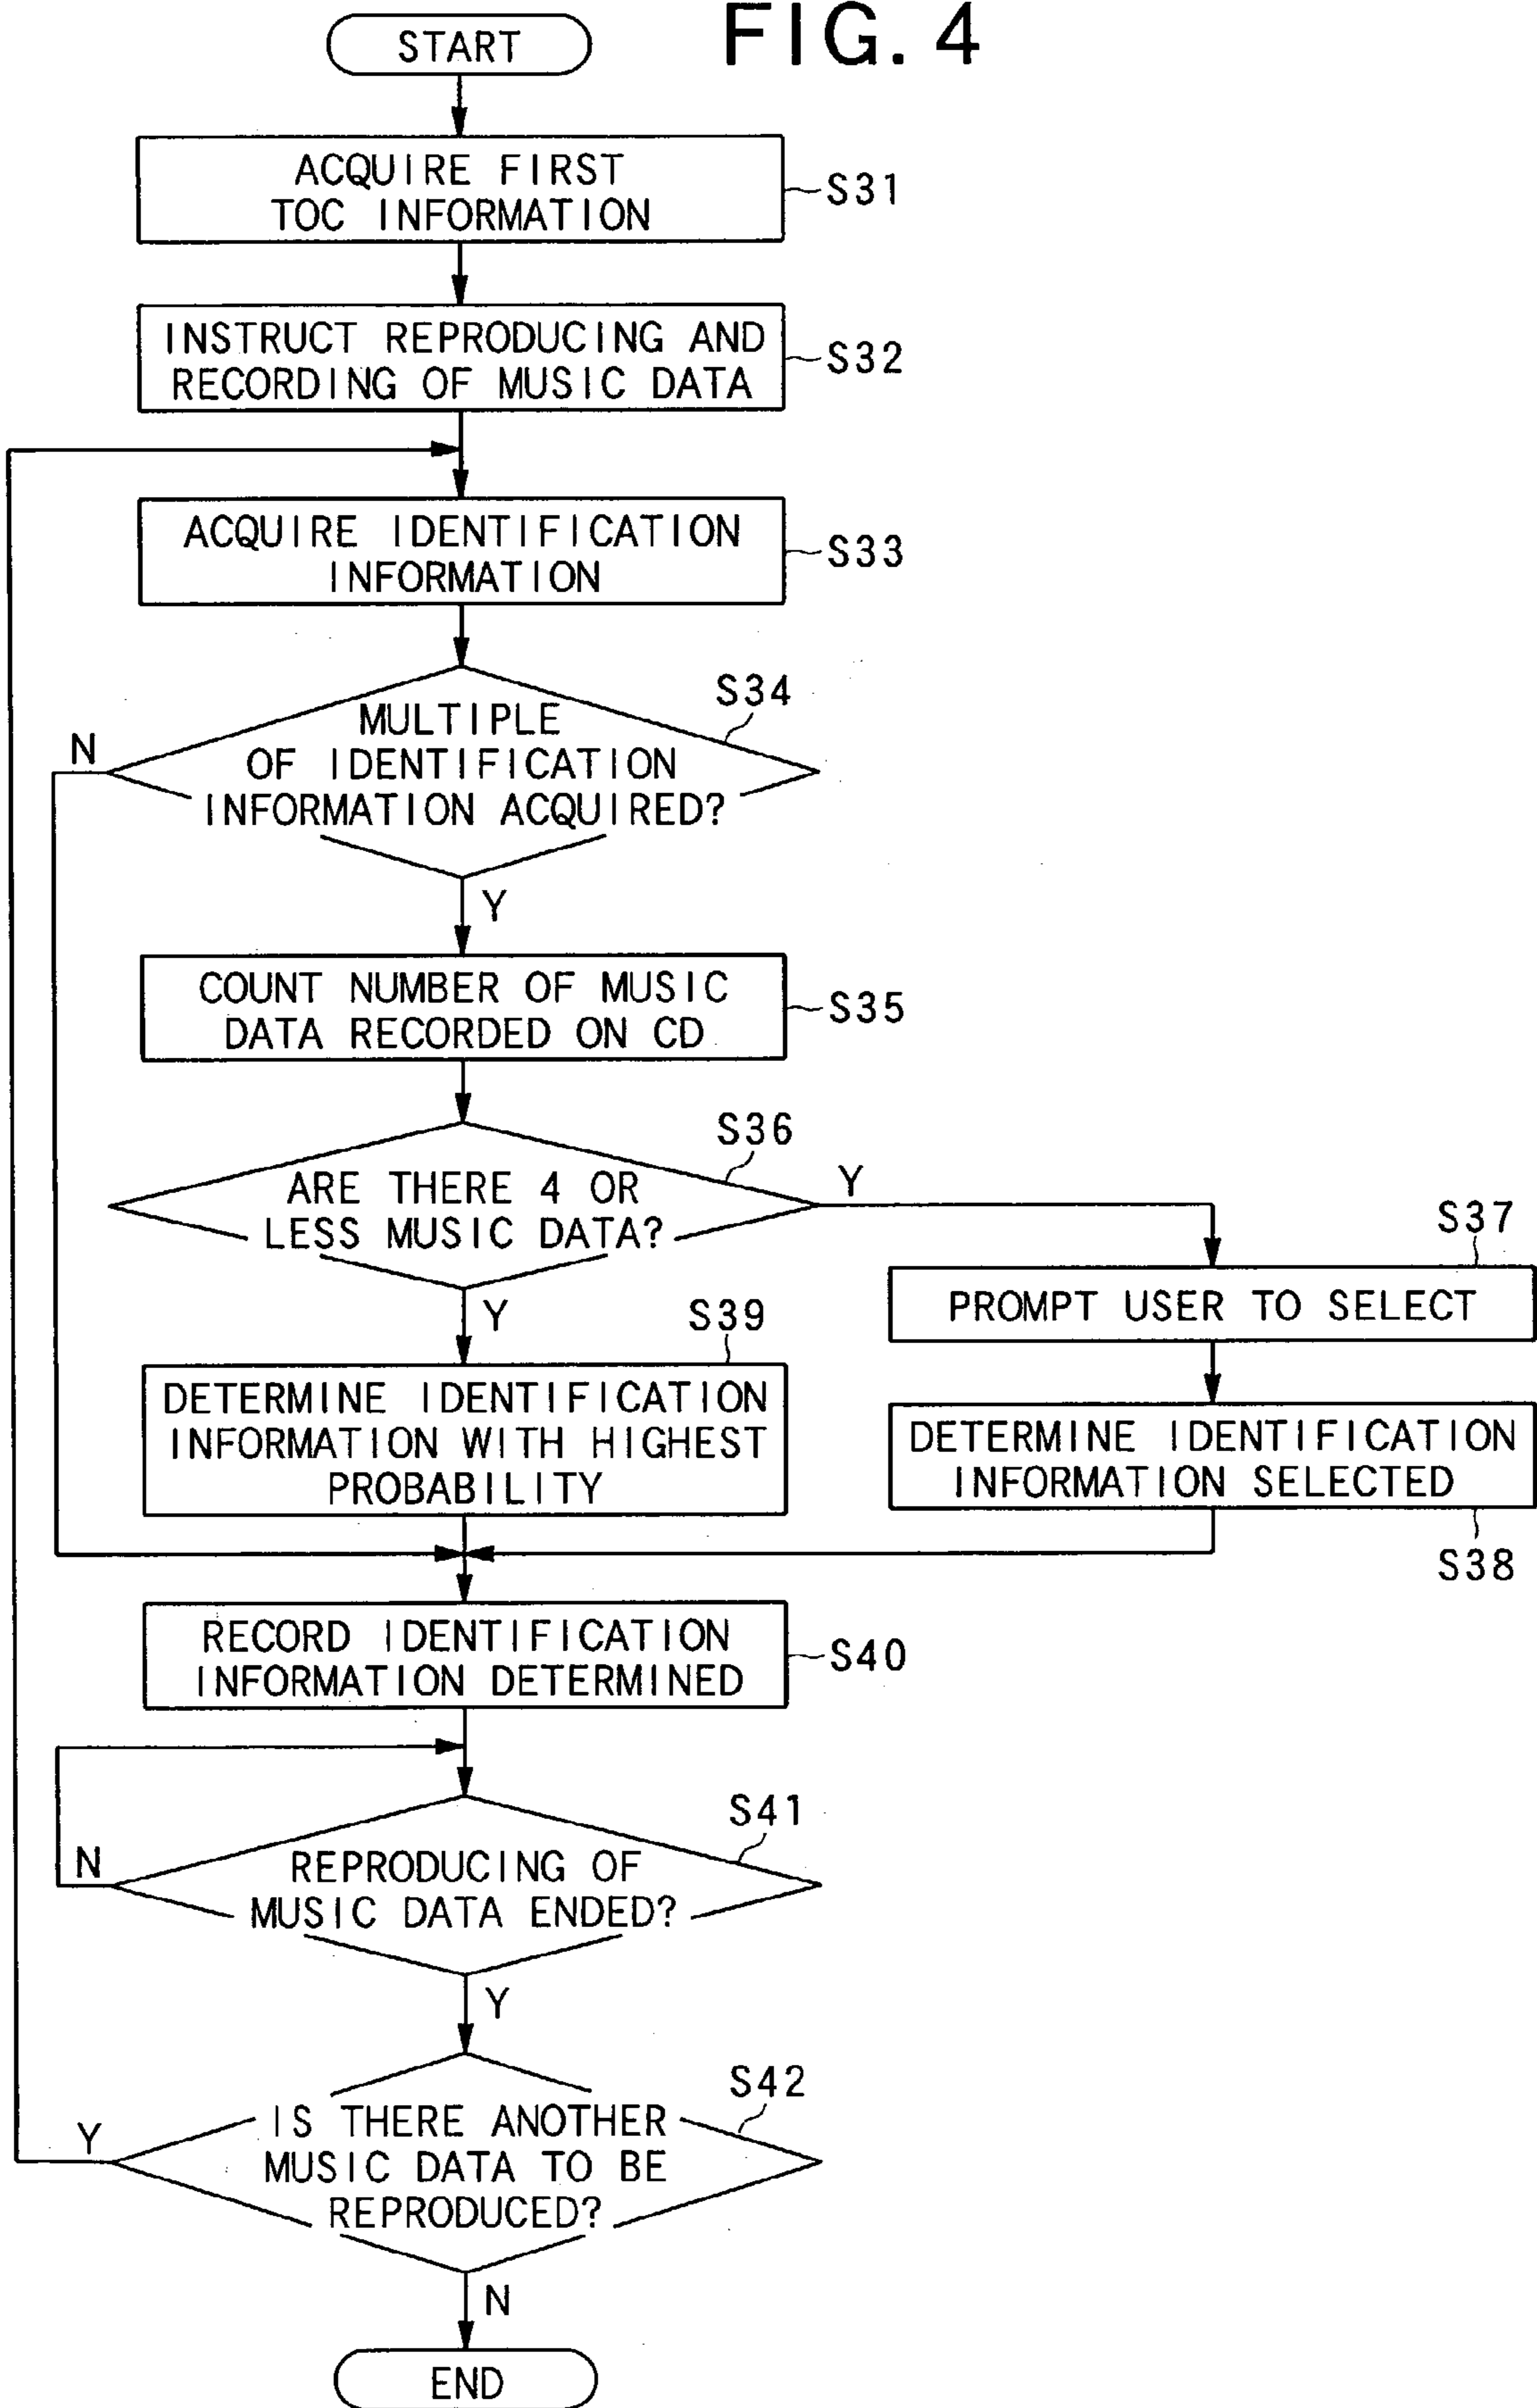 FIG. 4
START
ACQUIRE FIRST
TOC INFORMATION
S31
INSTRUCT REPRODUCING AND
RECORDING OF MUSIC DATA
S32
ACQUIRE IDENTIFICATION
INFORMATION
S33
S34
MULTIPLE
OF IDENTIFICATION
INFORMATION ACQUIRED?
N
Y
COUNT NUMBER OF MUSIC
DATA RECORDED ON CD
S35
S36
ARE THERE 4 OR
LESS MUSIC DATA?
Y
Y
S37
PROMPT USER TO SELECT
S39
DETERMINE IDENTIFICATION
INFORMATION WITH HIGHEST
PROBABILITY
DETERMINE IDENTIFICATION
INFORMATION SELECTED
S38
RECORD IDENTIFICATION
INFORMATION DETERMINED
S40
S41
REPRODUCING OF
MUSIC DATA ENDED?
N
Y
S42
IS THERE ANOTHER
MUSIC DATA TO BE
REPRODUCED?
Y
N
END